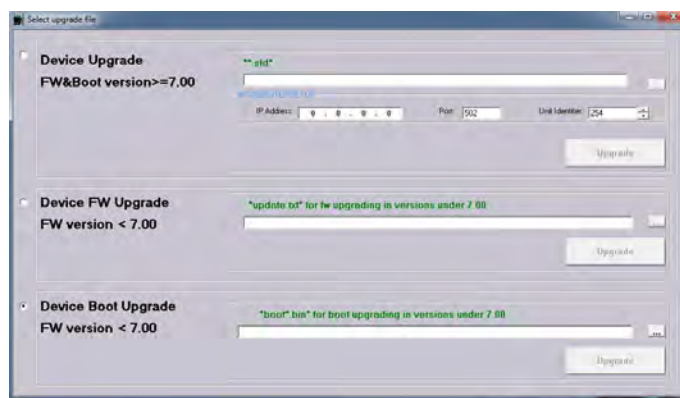 Select upgrade file
Device Upgrade
FW&Boot version>=7.00
IP Address: 0 . 0 . 0 . 0 Port: 502 Unit Identifier: 254
Upgrade
Device FW Upgrade
FW version < 7.00
"update.txt" for fw upgrading in versions under 7.00
...
Upgrade
Device Boot Upgrade
FW version < 7.00
"boot*.bin" for boot upgrading in versions under 7.00
...
Upgrade